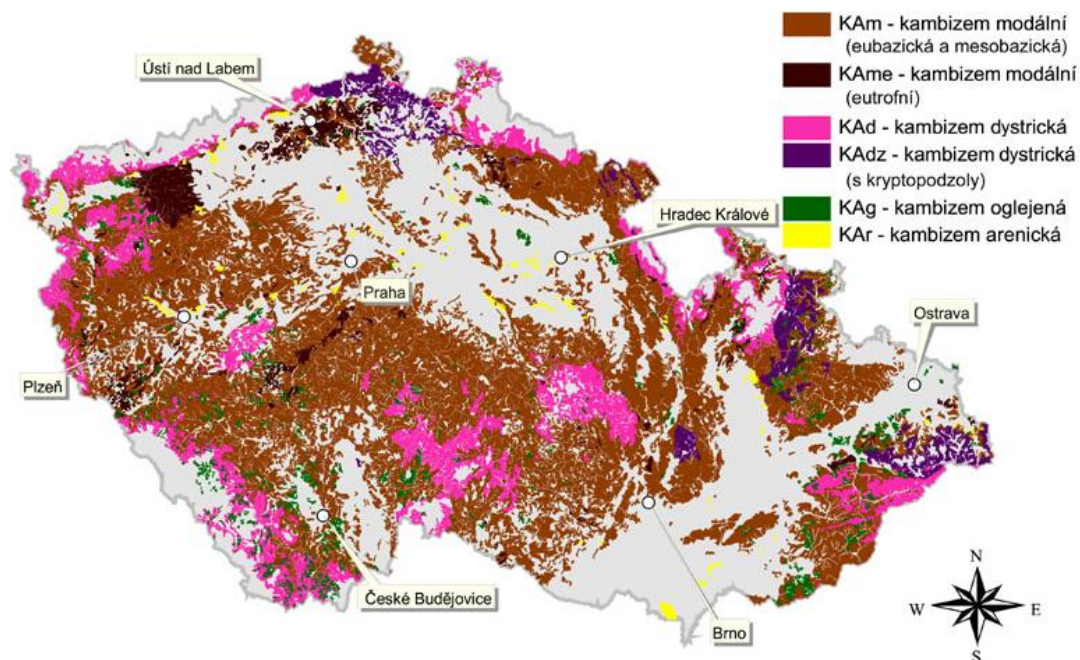 KAm - kambizem modální
(eubazická a mesobazická)
KAme - kambizem modální
(eutrofní)
KAd - kambizem dystrická
KAdz - kambizem dystrická
(s kryptopodzoly)
KAg - kambizem oglejená
KAr - kambizem arenická
Ústí nad Labem
Hradec Králové
Praha
Ostrava
Plzeň
České Budějovice
Brno
N
W
E
S